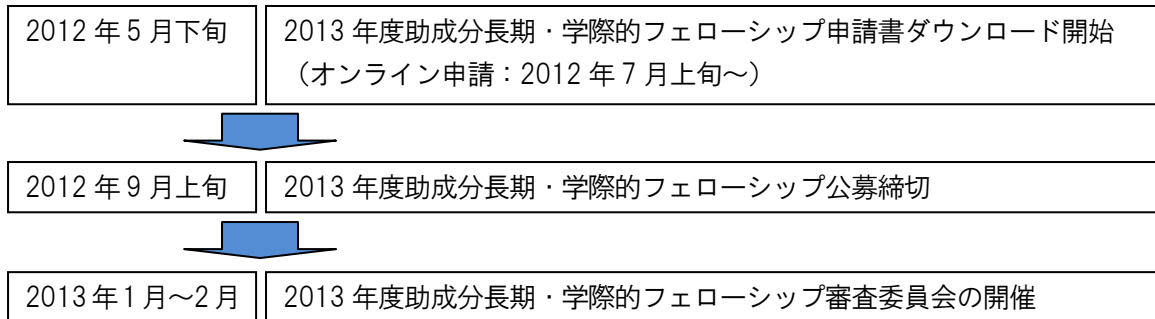 2012 年 5 月下旬
2013 年度助成分長期・学際的フェローシップ申請書ダウンロード開始
（オンライン申請：2012 年 7 月上旬～）
2012 年 9 月上旬
2013 年度助成分長期・学際的フェローシップ公募締切
2013 年 1 月～2 月
2013 年度助成分長期・学際的フェローシップ審査委員会の開催